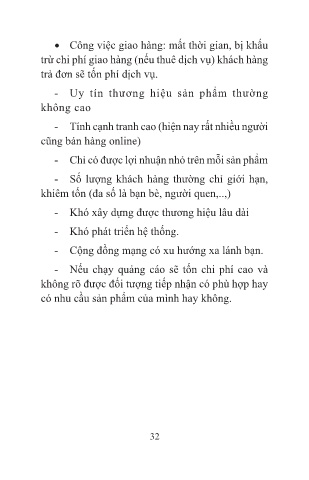 • Công việc giao hàng: mất thời gian, bị khấu
trừ chi phí giao hàng (nếu thuê dịch vụ) khách hàng
trả đơn sẽ tốn phí dịch vụ.
- Uy tín thương hiệu sản phẩm thường
không cao
- Tính cạnh tranh cao (hiện nay rất nhiều người
cũng bán hàng online)
- Chỉ có được lợi nhuận nhỏ trên mỗi sản phẩm
- Số lượng khách hàng thường chỉ giới hạn,
khiêm tốn (đa số là bạn bè, người quen,..,)
- Khó xây dựng được thương hiệu lâu dài
- Khó phát triển hệ thống.
- Cộng đồng mạng có xu hướng xa lánh bạn.
- Nếu chạy quảng cáo sẽ tốn chi phí cao và
không rõ được đối tượng tiếp nhận có phù hợp hay
có nhu cầu sản phẩm của mình hay không.
32